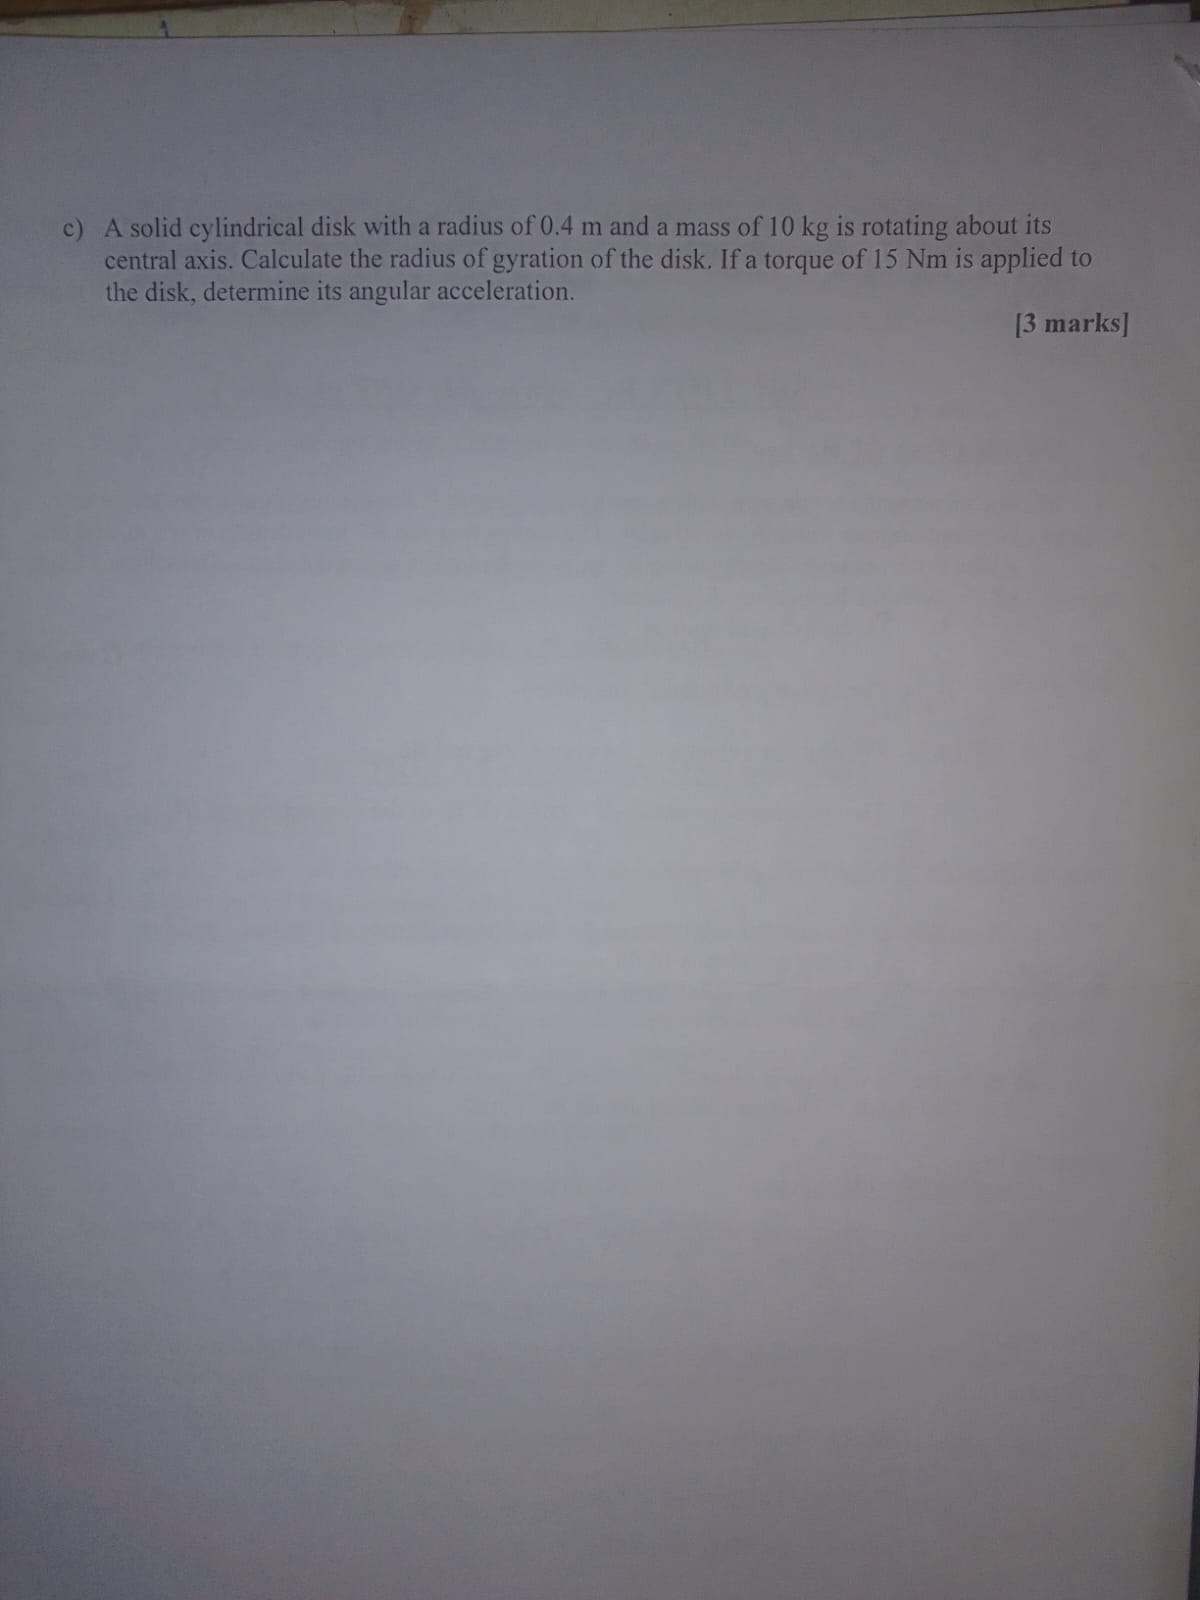 c) A solid cylindrical disk with a radius of 0.4 m and a mass of 10 kg is rotating about its
central axis. Calculate the radius of gyration of the disk. If a torque of 15 Nm is applied to
the disk, determine its angular acceleration.
[3 marks]